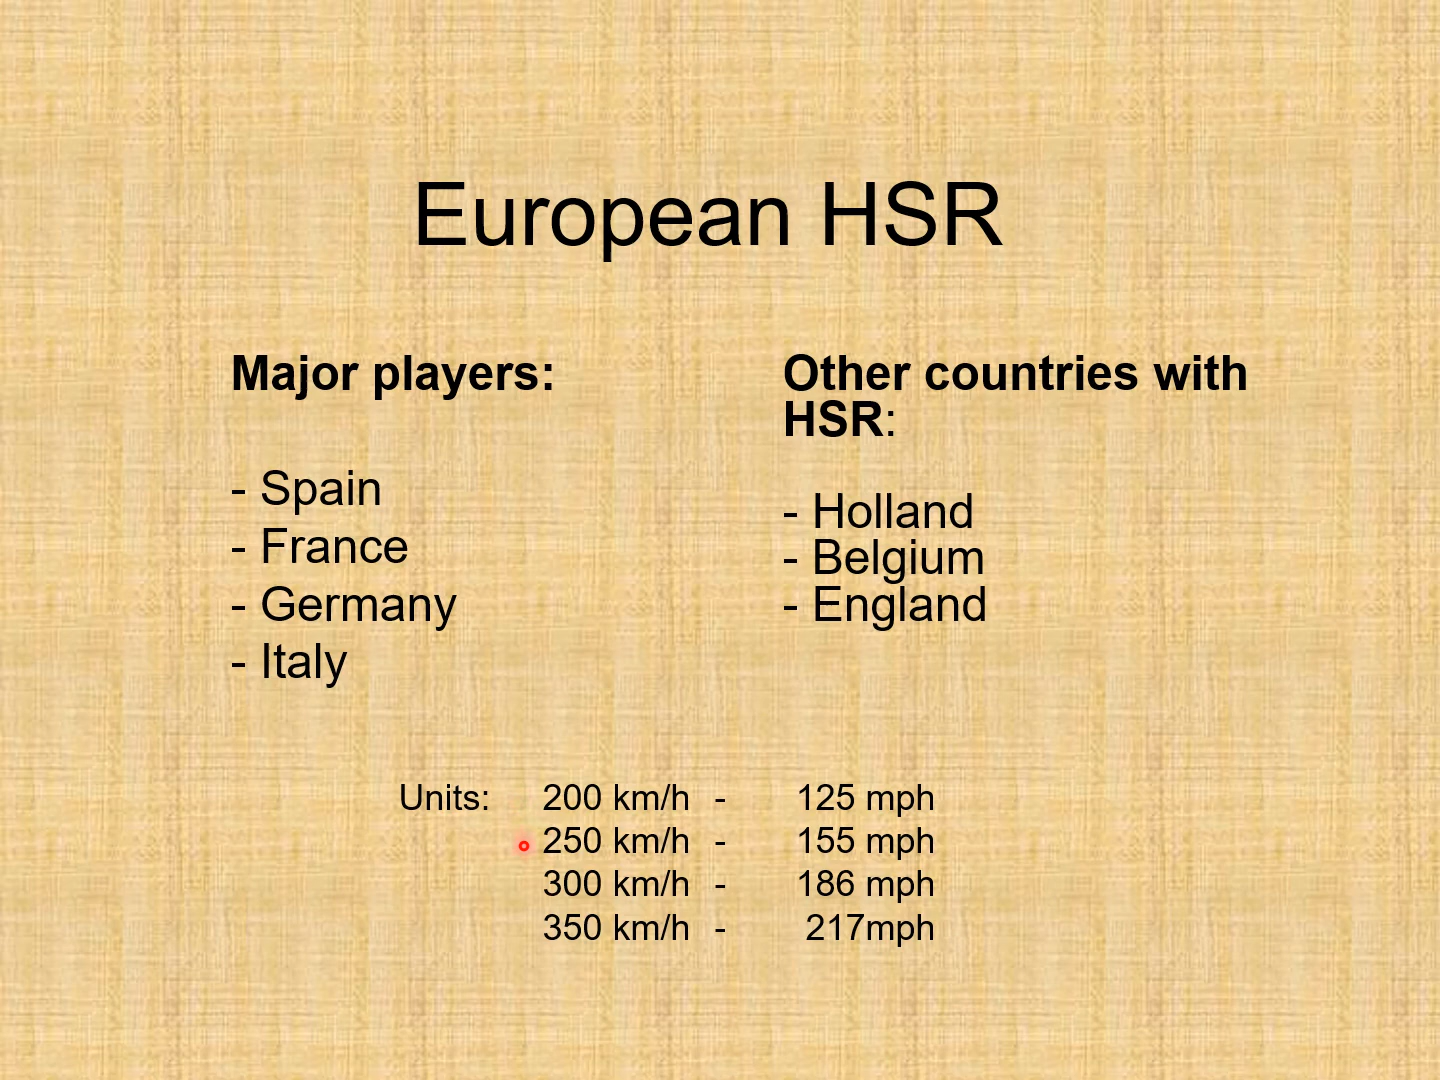 European HSR
Major players:
- Spain
- France
- Germany
- Italy
Other countries with
HSR:
- Holland
- Belgium
- England
Units: 200 km/h - 125 mph
250 km/h - 155 mph
300 km/h - 186 mph
350 km/h - 217mph